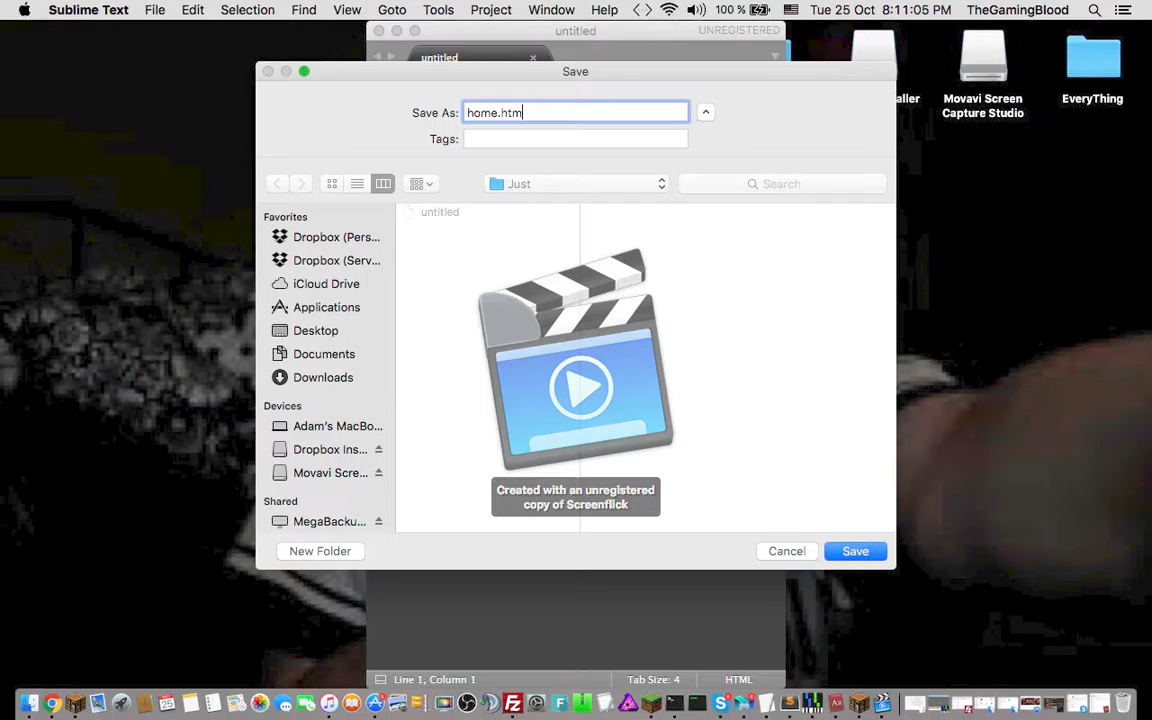 Sublime Text File Edit Selection Find View Goto Tools Project Window Help 100 % Tue 25 Oct 8:11:05 PM TheGamingBlood
untitled UNREGISTERED
untitled
Save
Save As: home.htm
Tags:
Just
Search
Favorites
Dropbox (Pers...
Dropbox (Serv...
iCloud Drive
Applications
Desktop
Documents
Downloads
Devices
Adam's MacBo...
Dropbox Ins...
Movavi Scre...
Shared
MegaBacku...
untitled
Created with an unregistered
copy of Screenflick
New Folder
Cancel
Save
aller
Movavi Screen
Capture Studio
EveryThing
Line 1, Column 1 Tab Size: 4 HTML